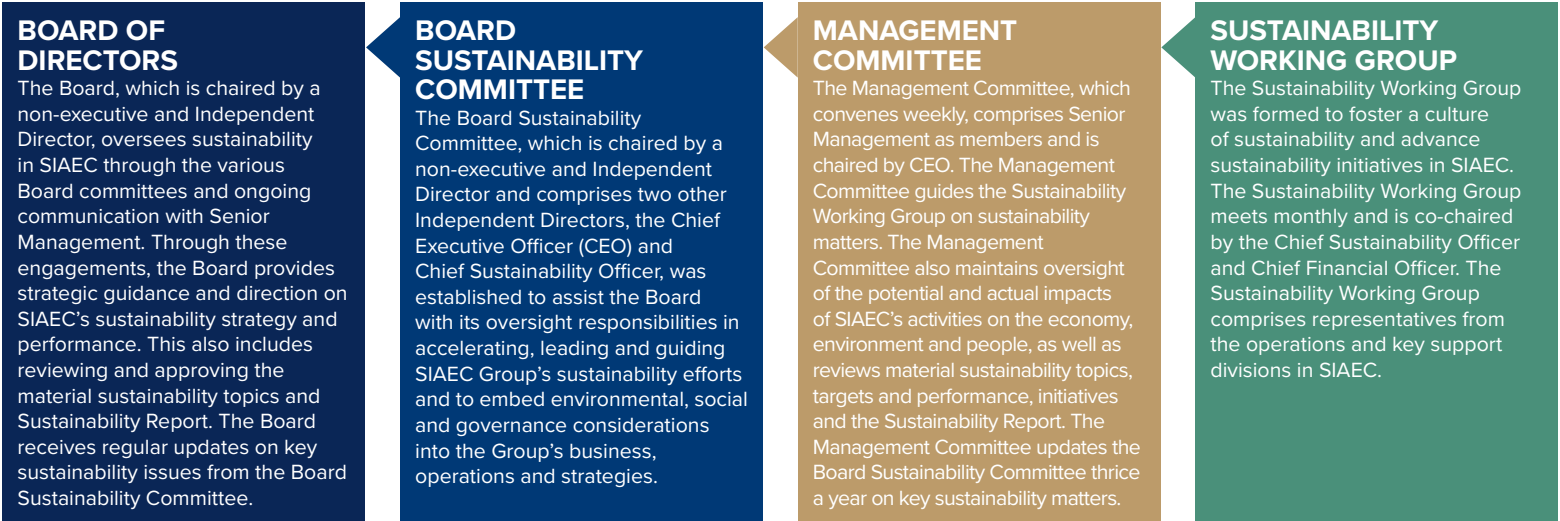 BOARD OF
DIRECTORS
The Board, which is chaired by a
non-executive and Independent
Director, oversees sustainability
in SIAEC through the various
Board committees and ongoing
communication with Senior
Management. Through these
engagements, the Board provides
strategic guidance and direction on
SIAEC's sustainability strategy and
performance. This also includes
reviewing and approving the
material sustainability topics and
Sustainability Report. The Board
receives regular updates on key
sustainability issues from the Board
Sustainability Committee.
BOARD
SUSTAINABILITY
COMMITTEE
The Board Sustainability
Committee, which is chaired by a
non-executive and Independent
Director and comprises two other
Independent Directors, the Chief
Executive Officer (CEO) and
Chief Sustainability Officer, was
established to assist the Board
with its oversight responsibilities in
accelerating, leading and guiding
SIAEC Group's sustainability efforts
and to embed environmental, social
and governance considerations
into the Group's business,
operations and strategies.
MANAGEMENT
COMMITTEE
The Management Committee, which
convenes weekly, comprises Senior
Management as members and is
chaired by CEO. The Management
Committee guides the Sustainability
Working Group on sustainability
matters. The Management
Committee also maintains oversight
of the potential and actual impacts
of SIAEC's activities on the economy,
environment and people, as well as
reviews material sustainability topics,
targets and performance, initiatives
and the Sustainability Report. The
Management Committee updates the
Board Sustainability Committee thrice
a year on key sustainability matters.
SUSTAINABILITY
WORKING GROUP
The Sustainability Working Group
was formed to foster a culture
of sustainability and advance
sustainability initiatives in SIAEC.
The Sustainability Working Group
meets monthly and is co-chaired
by the Chief Sustainability Officer
and Chief Financial Officer. The
Sustainability Working Group
comprises representatives from
the operations and key support
divisions in SIAEC.